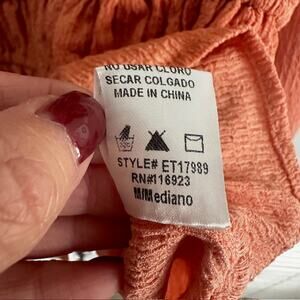 NO USAR CLORO
SECAR COLGADO
MADE IN CHINA
STYLE# ET17989
RN#116923
M/Mediano